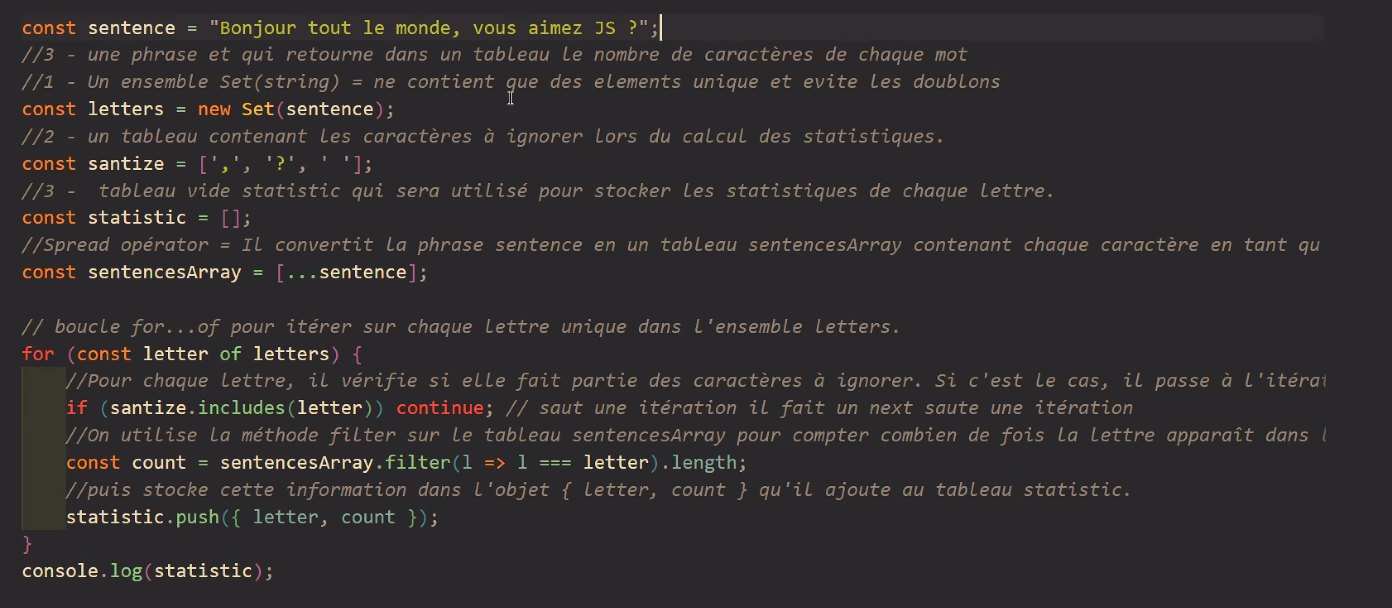 const sentence = "Bonjour tout le monde, vous aimez JS ?";
//3 - une phrase et qui retourne dans un tableau le nombre de caractères de chaque mot
//1 - Un ensemble Set(string) = ne contient que des elements unique et evite les doublons
const letters = new Set(sentence);
//2 - un tableau contenant les caractères à ignorer lors du calcul des statistiques.
const santize = [',', '?', ' '];
//3 -  tableau vide statistic qui sera utilisé pour stocker les statistiques de chaque lettre.
const statistic = [];
//Spread opérator = Il convertit la phrase sentence en un tableau sentencesArray contenant chaque caractère en tant qu
const sentencesArray = [...sentence];
// boucle for...of pour itérer sur chaque lettre unique dans l'ensemble letters.
for (const letter of letters) {
//Pour chaque lettre, il vérifie si elle fait partie des caractères à ignorer. Si c'est le cas, il passe à l'itérat
if (santize.includes(letter)) continue; // saut une itération il fait un next saute une itération
//On utilise la méthode filter sur le tableau sentencesArray pour compter combien de fois la lettre apparaît dans l
const count = sentencesArray.filter(l => l === letter).length;
//puis stocke cette information dans l'objet { letter, count } qu'il ajoute au tableau statistic.
statistic.push({ letter, count });
}
console.log(statistic);